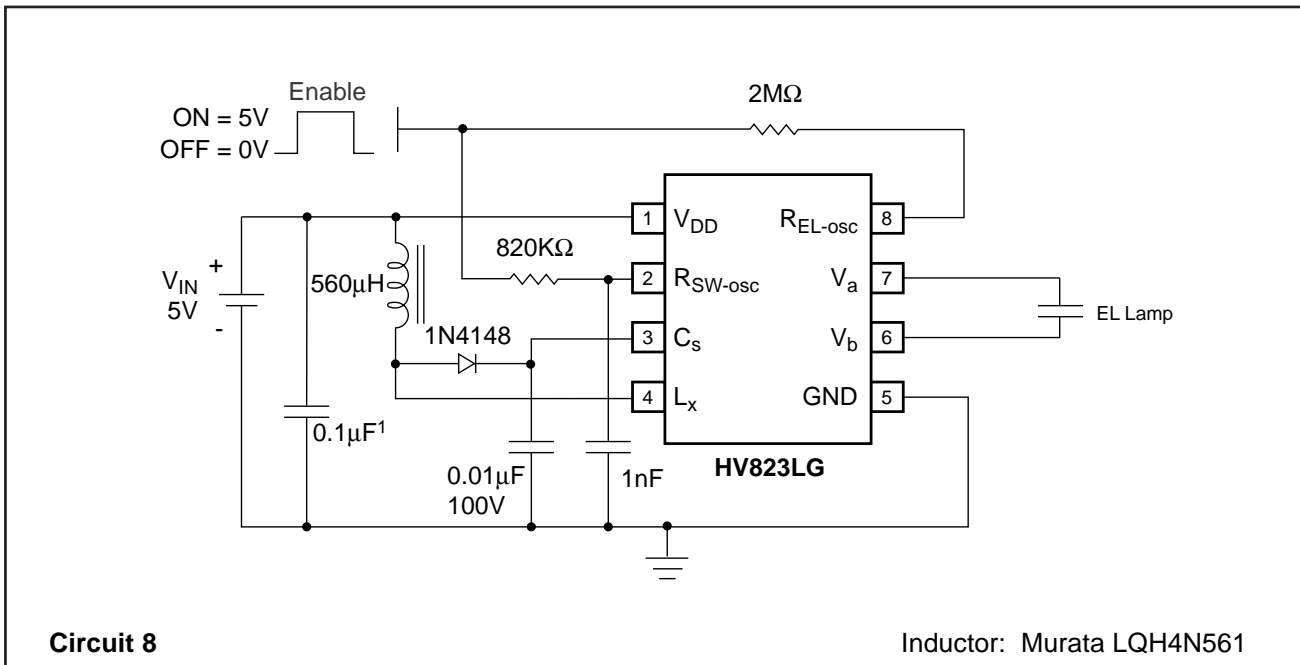 Enable
ON = 5V
OFF = 0V
2MΩ
1 V_DD
R_EL-osc 8
820KΩ
2 R_SW-osc
V_a 7
560μH
V_IN
5V
+
-
1N4148
3 C_s
V_b 6
EL Lamp
4 L_x
GND 5
0.1μF¹
0.01μF
100V
1nF
HV823LG
Circuit 8
Inductor: Murata LQH4N561